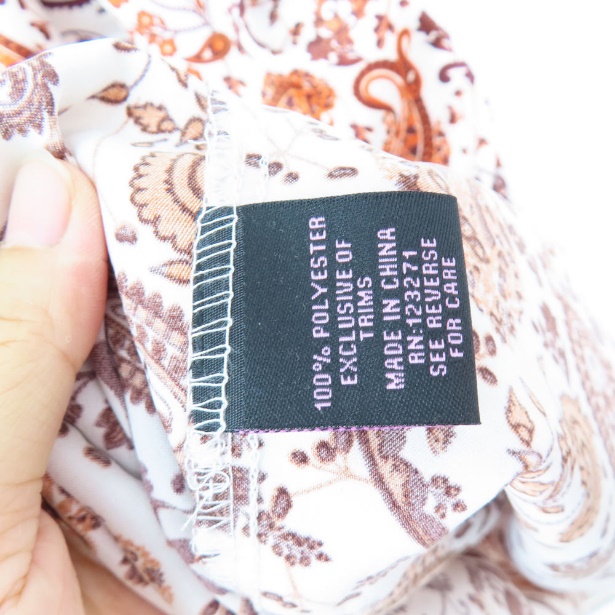 100% POLYESTER
EXCLUSIVE OF
TRIMS
MADE IN CHINA
RN:123271
SEE REVERSE
FOR CARE